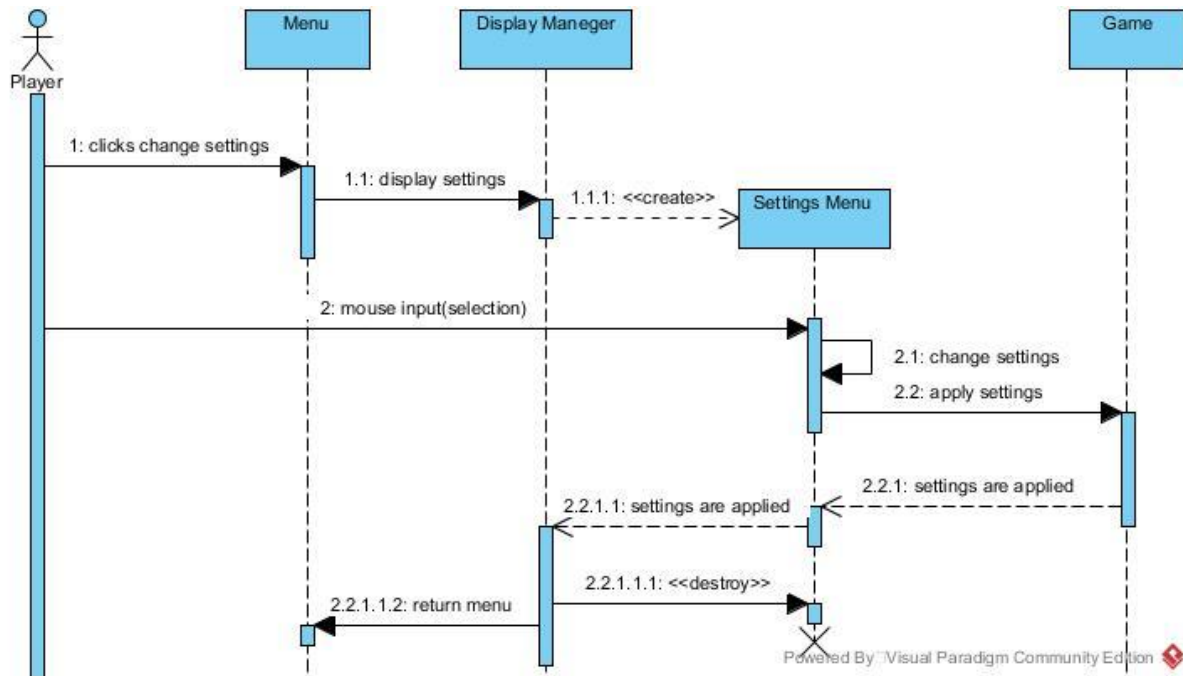 Menu
Display Maneger
Game
Player
1: clicks change settings
1.1: display settings
1.1.1: <<create>>
Settings Menu
2: mouse input(selection)
2.1: change settings
2.2: apply settings
2.2.1: settings are applied
2.2.1.1: settings are applied
2.2.1.1.1: <<destroy>>
2.2.1.1.2: return menu
Powered By Visual Paradigm Community Edition